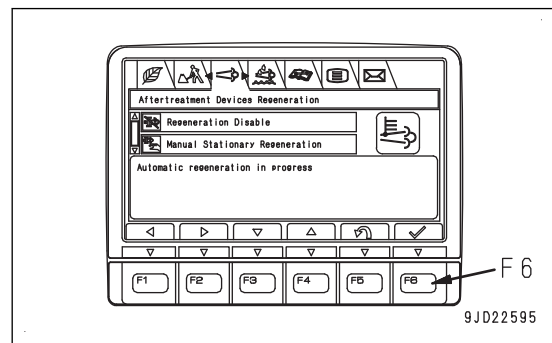 Aftertreatment Devices Regeneration
Regeneration Disable
Manual Stationary Regeneration
Automatic regeneration in progress
F1 F2 F3 F4 F5 F6
F6
9JD22595